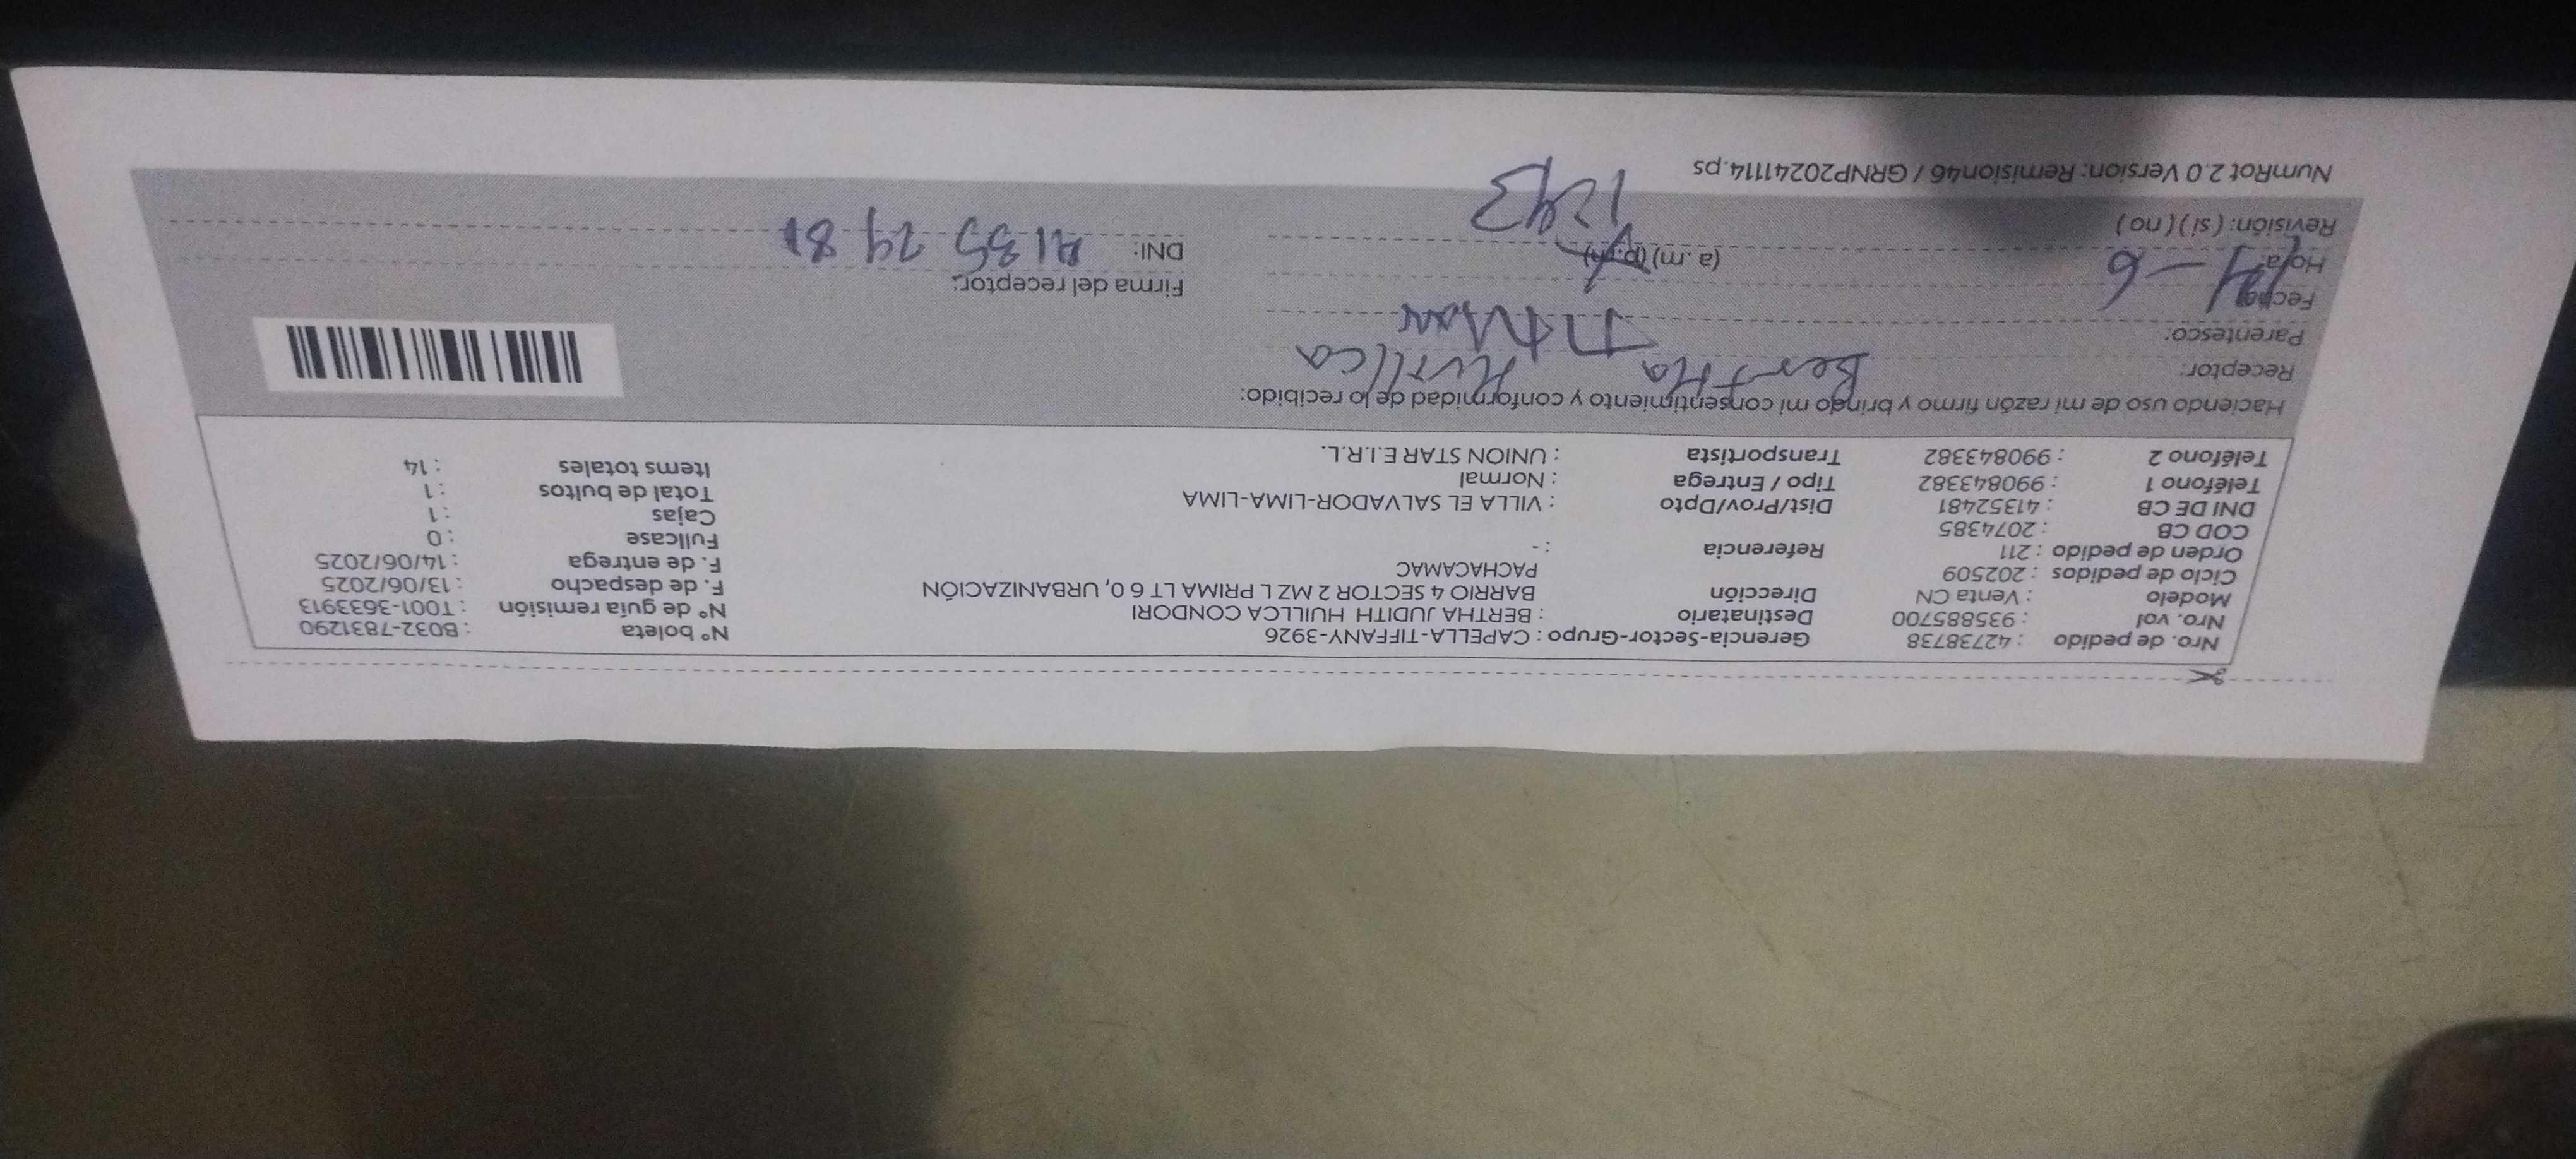 Nro. de pedido : 42738738 Gerencia-Sector-Grupo : CAPELLA-TIFFANY-3926 N° boleta : B032-7831290
Nro. vol : 935885700 Destinatario : BERTHA JUDITH HUILLCA CONDORI N° de guía remisión : T001-3633913
Modelo : Venta CN Dirección BARRIO 4 SECTOR 2 MZ L PRIMA LT 6 0, URBANIZACIÓN F. de despacho : 13/06/2025
Ciclo de pedidos : 202509 PACHACAMAC F. de entrega : 14/06/2025
Orden de pedido : 211 Referencia : - Fullcase : 0
COD CB : 2074385 Cajas : 1
DNI DE CB : 41352481 Dist/Prov/Dpto : VILLA EL SALVADOR-LIMA-LIMA Total de bultos : 1
Teléfono 1 : 990843382 Tipo / Entrega : Normal Items totales : 14
Teléfono 2 : 990843382 Transportista : UNION STAR E.I.R.L.
Haciendo uso de mi razón firmo y bringo mi consentimiento y conformidad de lo recibido:
Receptor: Bertha Huillca
Parentesco: Titular
Fecha: 14-6 Firma del receptor:
Hora: (a.m) (p.m) DNI:
Revisión: (si) (no) 1243
NumRot 2.0 Version: Remision46 / GRNP20241114.ps